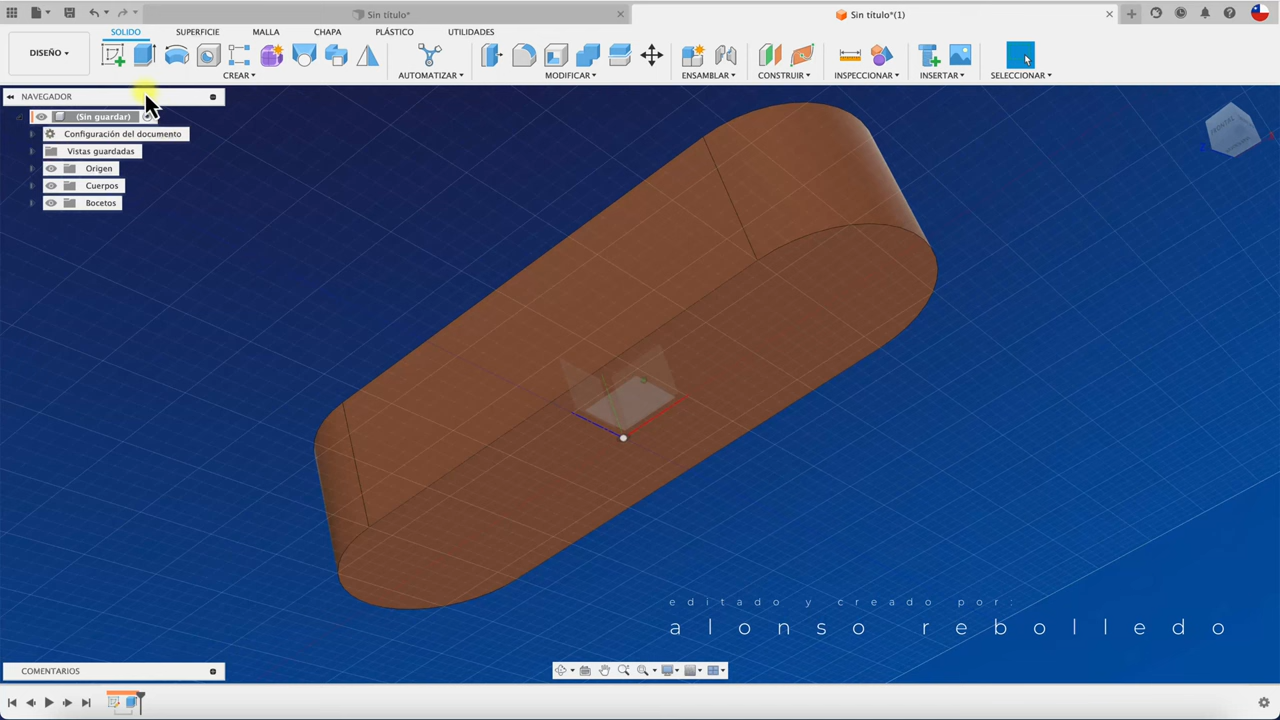 Sin título*
Sin título*(1)
DISEÑO
SOLIDO
SUPERFICIE
MALLA
CHAPA
PLÁSTICO
UTILIDADES
CREAR
AUTOMATIZAR
MODIFICAR
ENSAMBLAR
CONSTRUIR
INSPECCIONAR
INSERTAR
SELECCIONAR
NAVEGADOR
(Sin guardar)
Configuración del documento
Vistas guardadas
Origen
Cuerpos
Bocetos
editado y creado por:
alonso rebolledo
COMENTARIOS